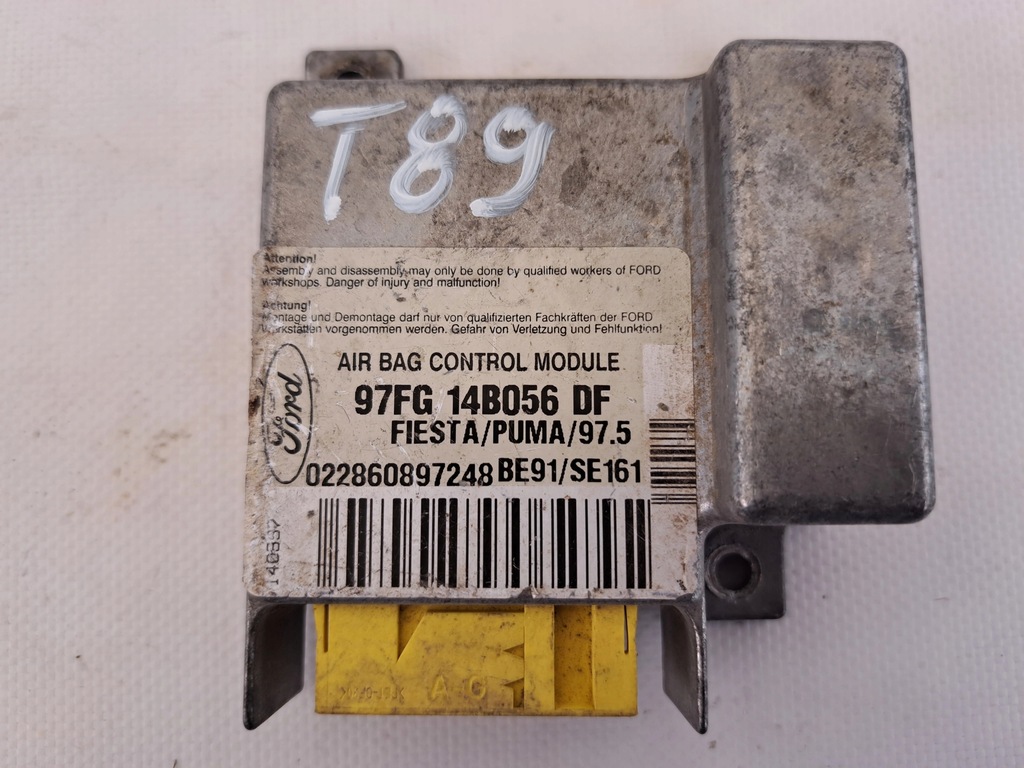 T89
Attention!
Assembly and disassembly may only be done by qualified workers of FORD
workshops. Danger of injury and malfunction!
Achtung!
Montage und Demontage darf nur von qualifizierten Fachkräften der FORD
Werkstätten vorgenommen werden. Gefahr von Verletzung und Fehlfunktion!
AIR BAG CONTROL MODULE
97FG 14B056 DF
Ford
FIESTA/PUMA/97.5
022860897248 BE91/SE161
A G